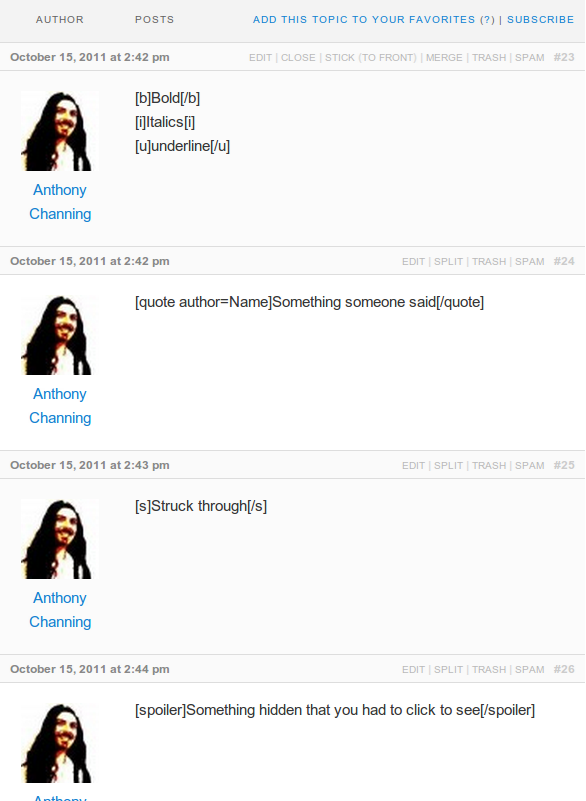 AUTHOR POSTS ADD THIS TOPIC TO YOUR FAVORITES (?) | SUBSCRIBE
October 15, 2011 at 2:42 pm EDIT | CLOSE | STICK (TO FRONT) | MERGE | TRASH | SPAM #23
[b]Bold[/b]
[i]Italics[i]
[u]underline[/u]
Anthony
Channing
October 15, 2011 at 2:42 pm EDIT | SPLIT | TRASH | SPAM #24
[quote author=Name]Something someone said[/quote]
Anthony
Channing
October 15, 2011 at 2:43 pm EDIT | SPLIT | TRASH | SPAM #25
[s]Struck through[/s]
Anthony
Channing
October 15, 2011 at 2:44 pm EDIT | SPLIT | TRASH | SPAM #26
[spoiler]Something hidden that you had to click to see[/spoiler]
Anthony